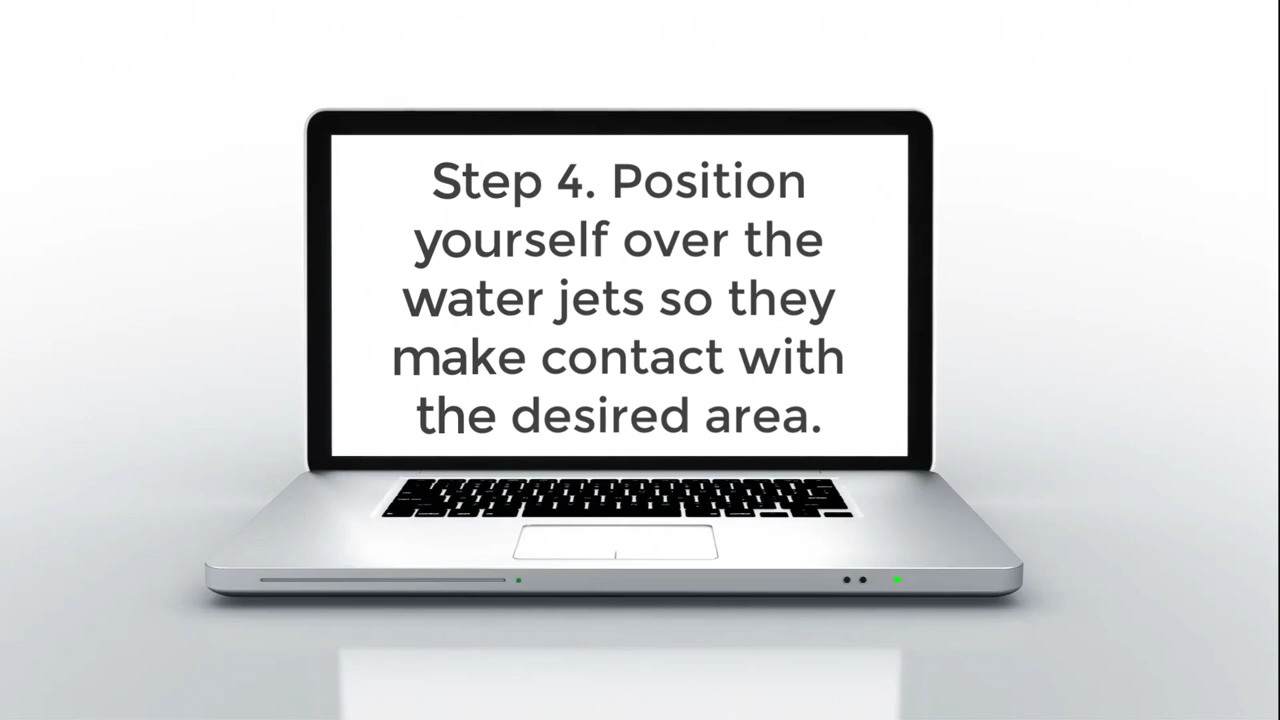 Step 4. Position
yourself over the
water jets so they
make contact with
the desired area.